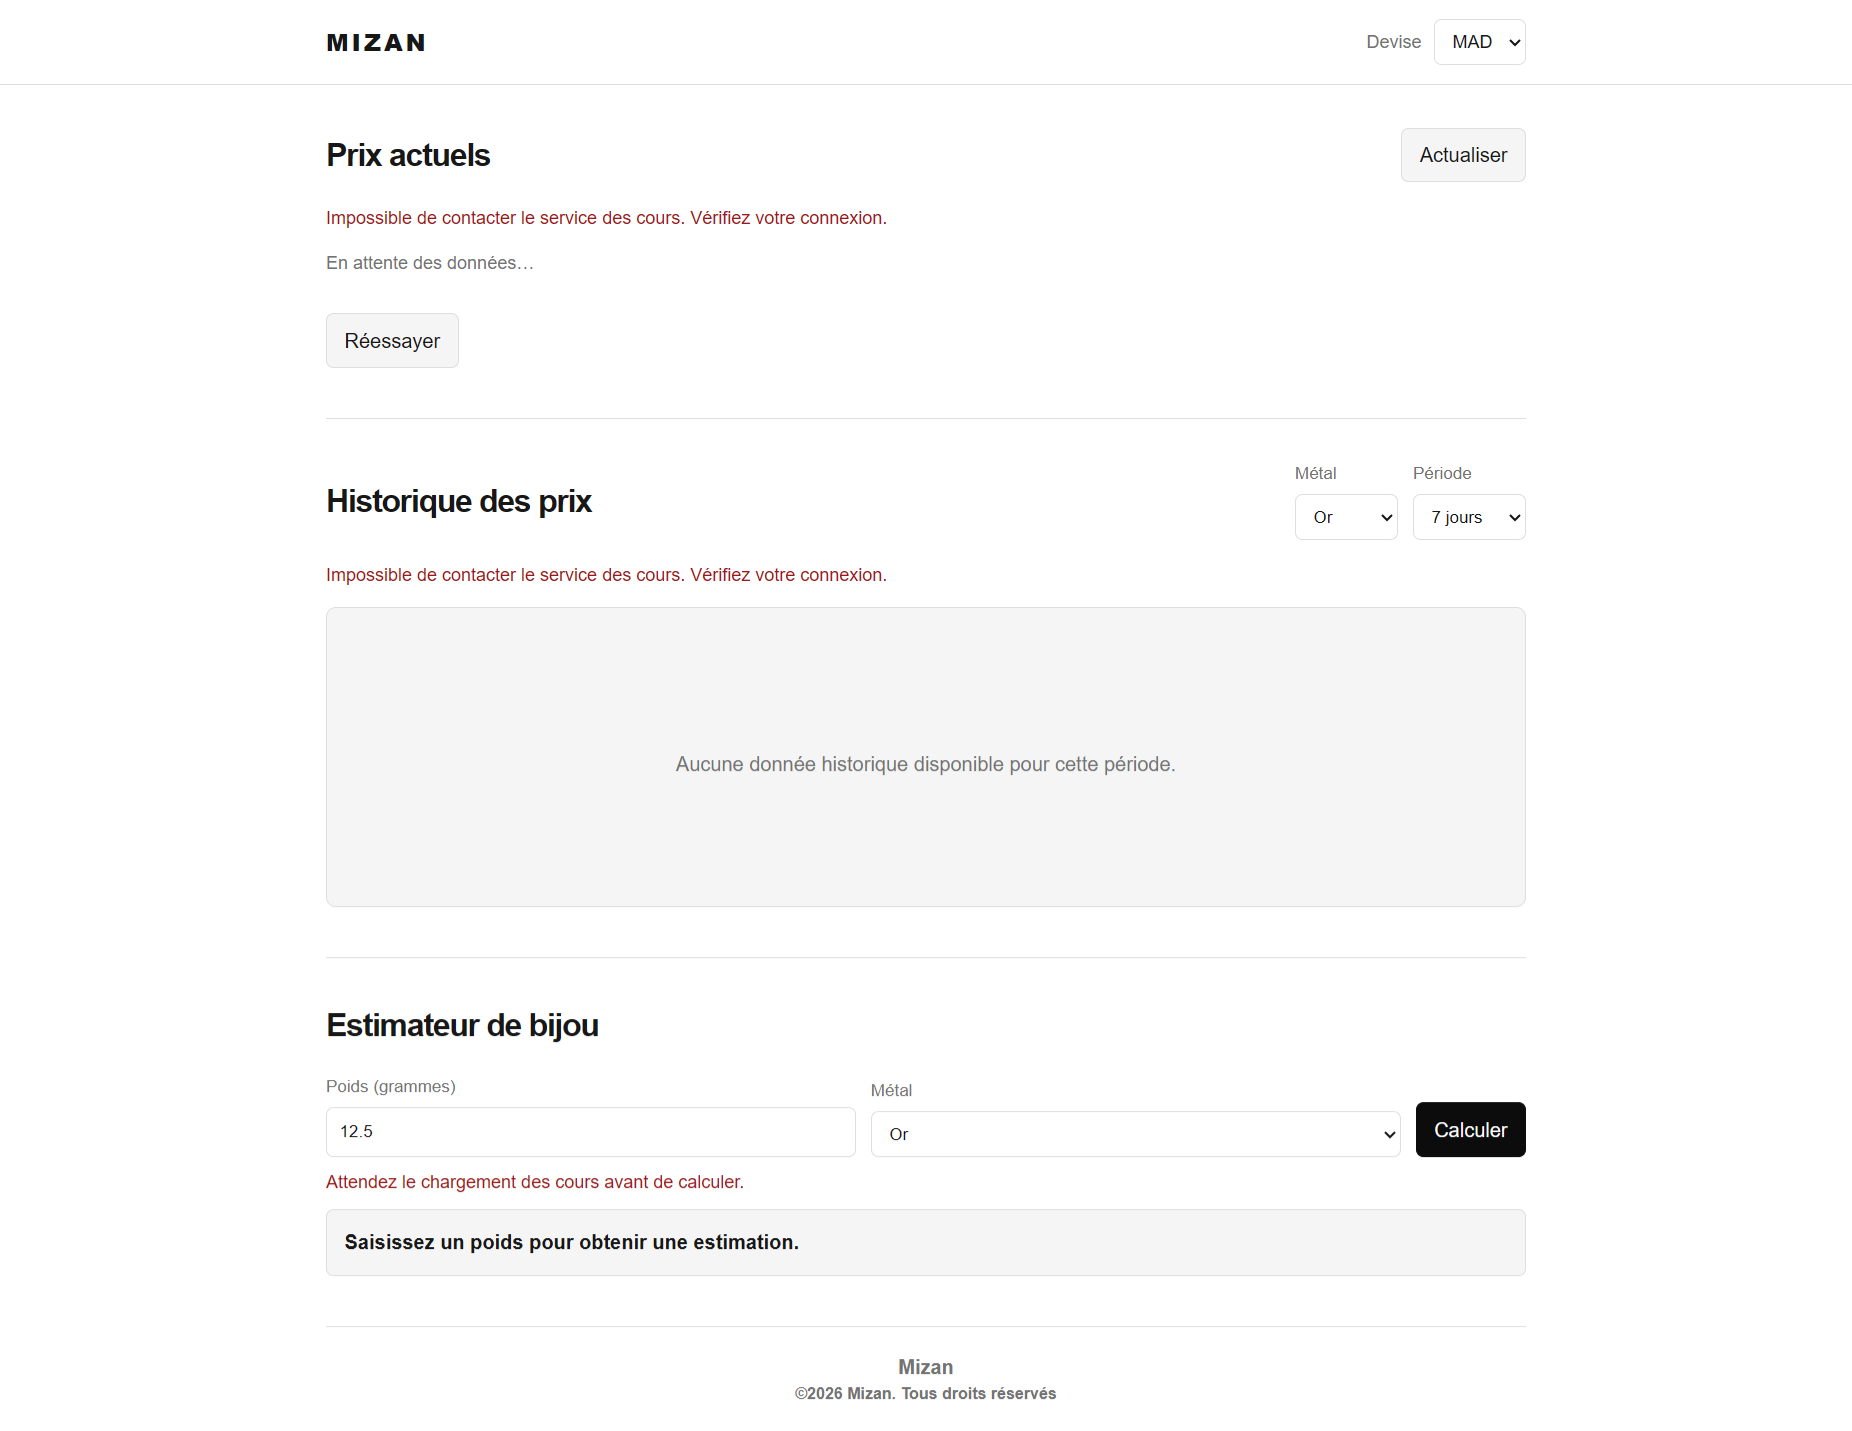 MIZAN
Devise MAD
Prix actuels
Actualiser
Impossible de contacter le service des cours. Vérifiez votre connexion.
En attente des données…
Réessayer
Historique des prix
Métal
Or
Période
7 jours
Impossible de contacter le service des cours. Vérifiez votre connexion.
Aucune donnée historique disponible pour cette période.
Estimateur de bijou
Poids (grammes)
12.5
Métal
Or
Calculer
Attendez le chargement des cours avant de calculer.
Saisissez un poids pour obtenir une estimation.
Mizan
©2026 Mizan. Tous droits réservés